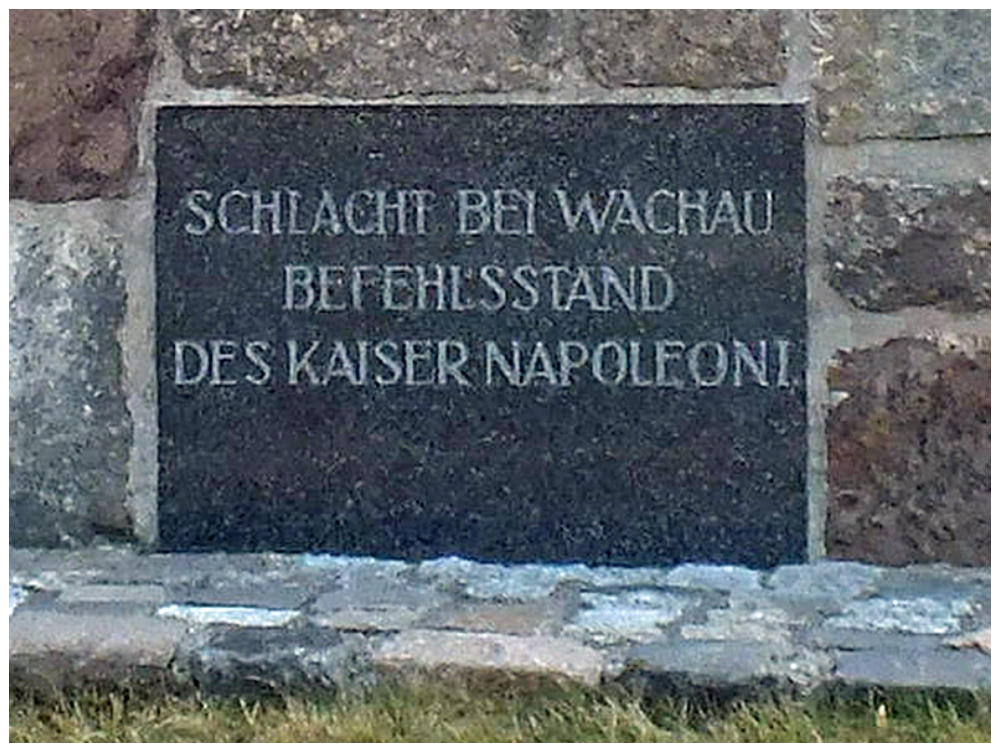 SCHLACHT BEI WACHAU
BEFEHLSSTAND
DES KAISER NAPOLEON I.